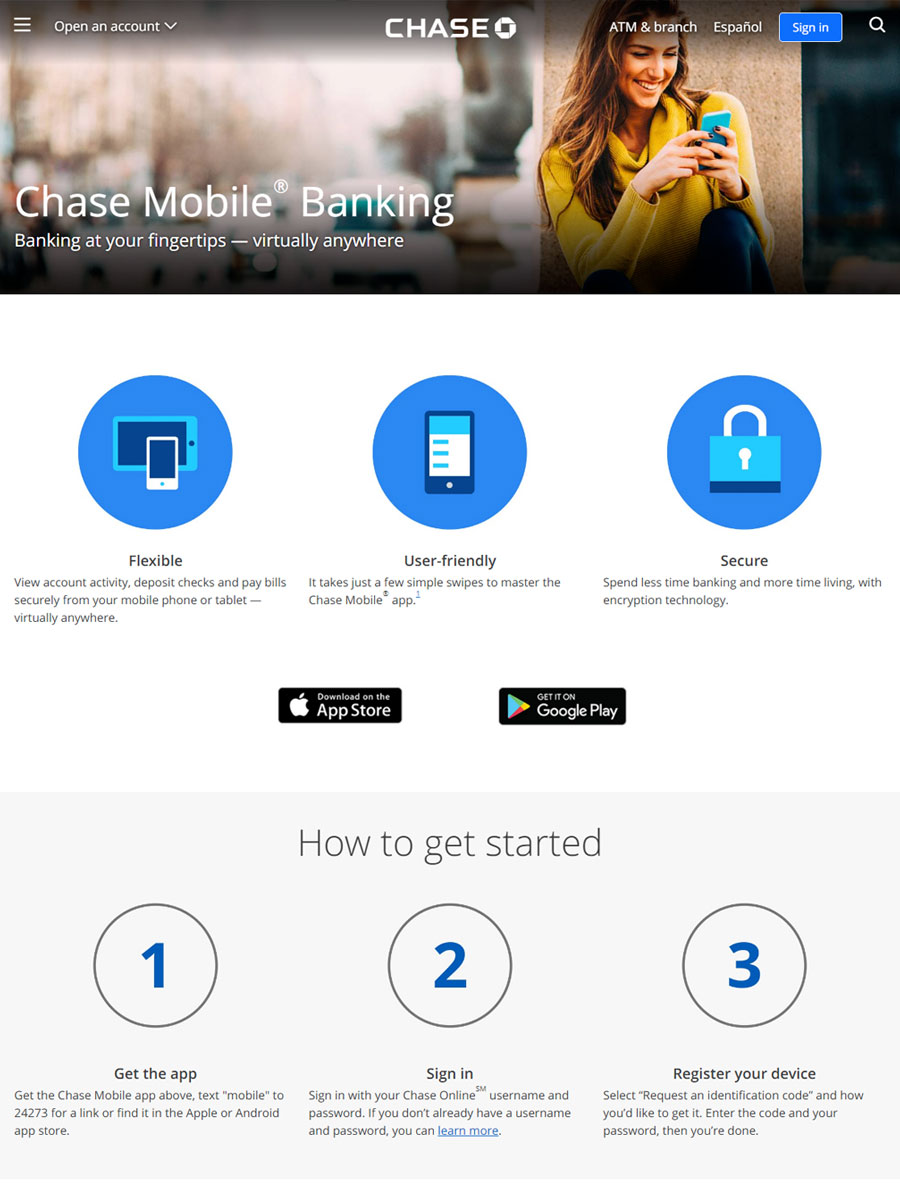 Open an account
CHASE
ATM & branch
Español
Sign in
Chase Mobile® Banking
Banking at your fingertips — virtually anywhere
Flexible
View account activity, deposit checks and pay bills
securely from your mobile phone or tablet —
virtually anywhere.
User-friendly
It takes just a few simple swipes to master the
Chase Mobile® app.1
Secure
Spend less time banking and more time living, with
encryption technology.
Download on the
App Store
GET IT ON
Google Play
How to get started
1
Get the app
Get the Chase Mobile app above, text "mobile" to
24273 for a link or find it in the Apple or Android
app store.
2
Sign in
Sign in with your Chase Online℠ username and
password. If you don’t already have a username
and password, you can learn more.
3
Register your device
Select “Request an identification code” and how
you’d like to get it. Enter the code and your
password, then you’re done.